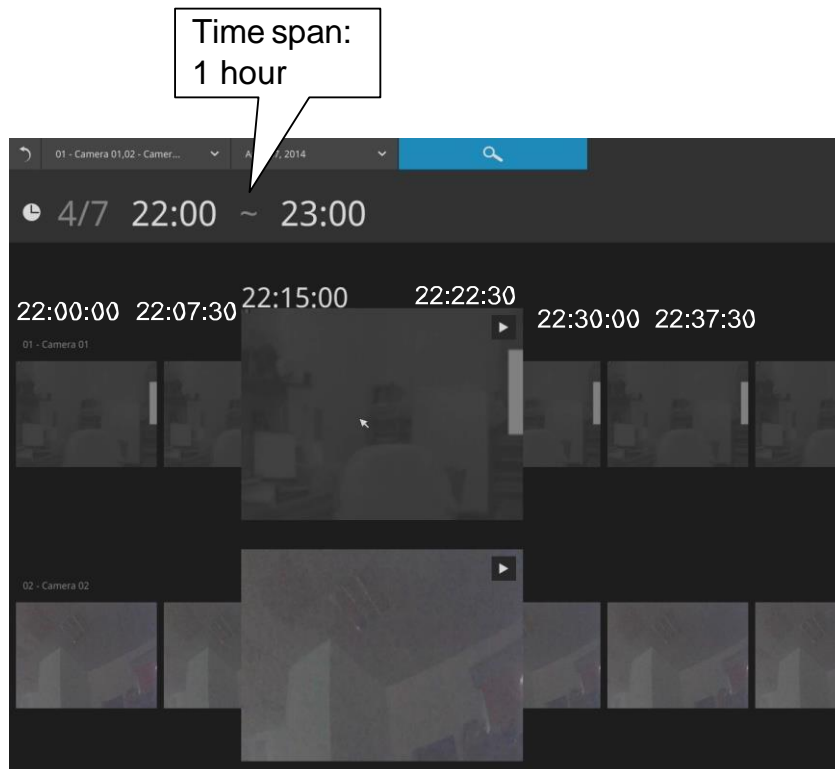 Time span:
1 hour
01 - Camera 01,02 - Camer...
7, 2014
4/7 22:00 ~ 23:00
22:00:00 22:07:30 22:15:00 22:22:30 22:30:00 22:37:30
01 - Camera 01
02 - Camera 02